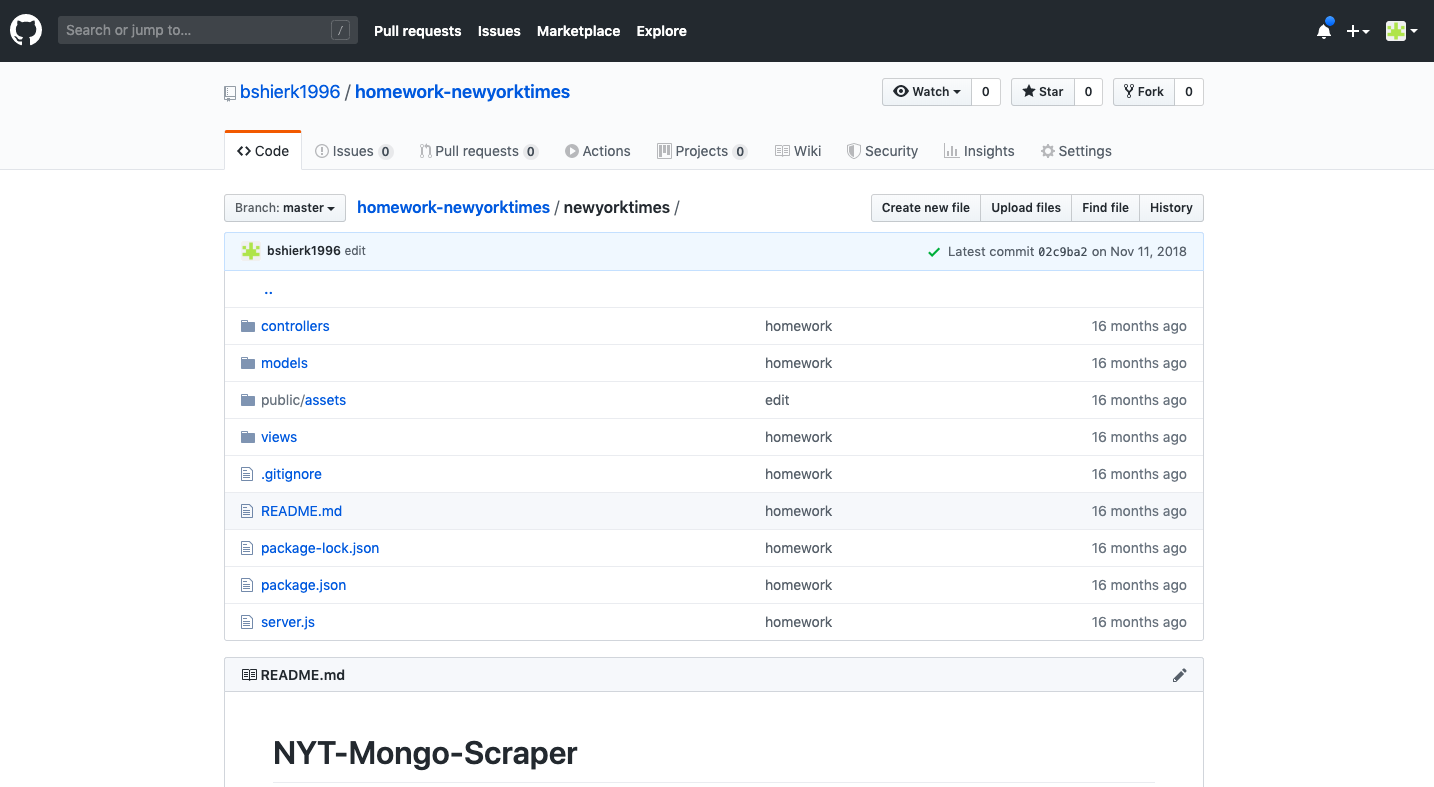 Search or jump to... /
Pull requests Issues Marketplace Explore
bshierk1996 / homework-newyorktimes
Watch 0 Star 0 Fork 0
Code Issues 0 Pull requests 0 Actions Projects 0 Wiki Security Insights Settings
Branch: master homework-newyorktimes / newyorktimes / Create new file Upload files Find file History
bshierk1996 edit Latest commit 02c9ba2 on Nov 11, 2018
..
controllers homework 16 months ago
models homework 16 months ago
public/assets edit 16 months ago
views homework 16 months ago
.gitignore homework 16 months ago
README.md homework 16 months ago
package-lock.json homework 16 months ago
package.json homework 16 months ago
server.js homework 16 months ago
README.md
NYT-Mongo-Scraper